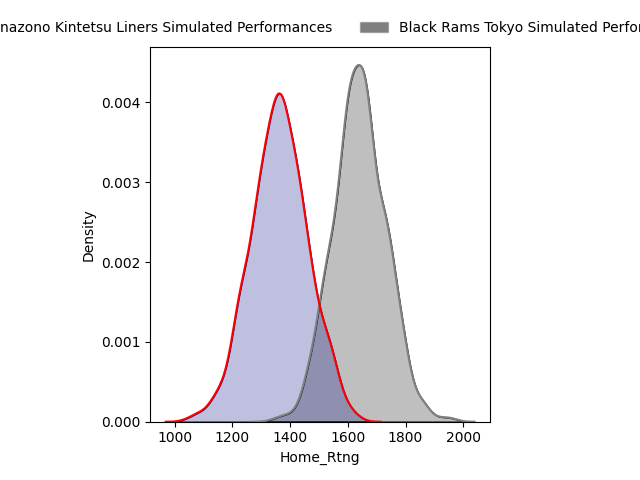 nazono Kintetsu Liners Simulated Performances
Black Rams Tokyo Simulated Perfo
0.004
0.003
0.002
0.001
0.000
Density
1000 1200 1400 1600 1800 2000
Home_Rtng